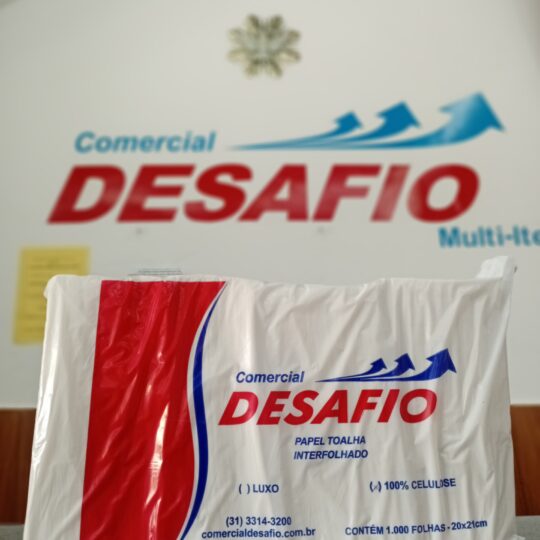 Comercial
DESAFIO
Multi-Ite
Comercial
DESAFIO
PAPEL TOALHA
INTERFOLHADO
( ) LUXO
(x) 100% CELULOSE
(31) 3314-3200
comercialdesafio.com.br
CONTÉM 1.000 FOLHAS - 20x21cm